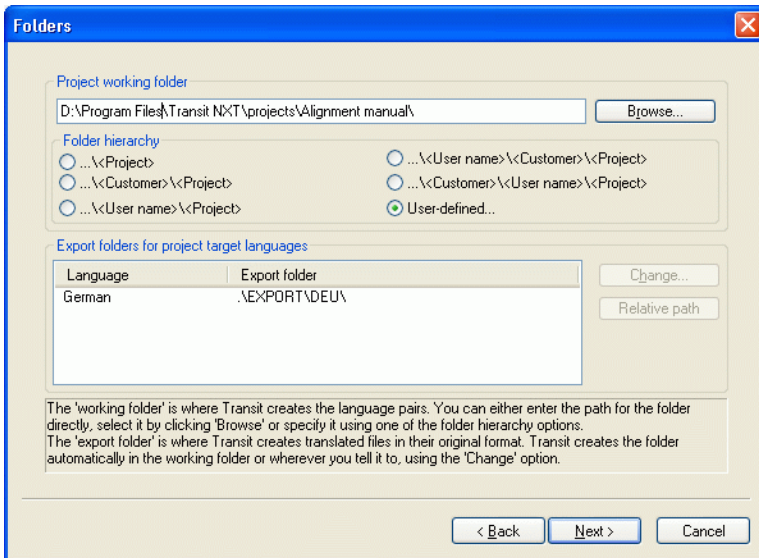 Folders
Project working folder
D:\Program Files\Transit NXT\projects\Alignment manual\
Browse...
Folder hierarchy
...\<Project>
...\<User name>\<Customer>\<Project>
...\<Customer>\<Project>
...\<Customer>\<User name>\<Project>
...\<User name>\<Project>
User-defined...
Export folders for project target languages
Language Export folder
German .\EXPORT\DEU\
Change...
Relative path
The 'working folder' is where Transit creates the language pairs. You can either enter the path for the folder
directly, select it by clicking 'Browse' or specify it using one of the folder hierarchy options.
The 'export folder' is where Transit creates translated files in their original format. Transit creates the folder
automatically in the working folder or wherever you tell it to, using the 'Change' option.
< Back Next > Cancel